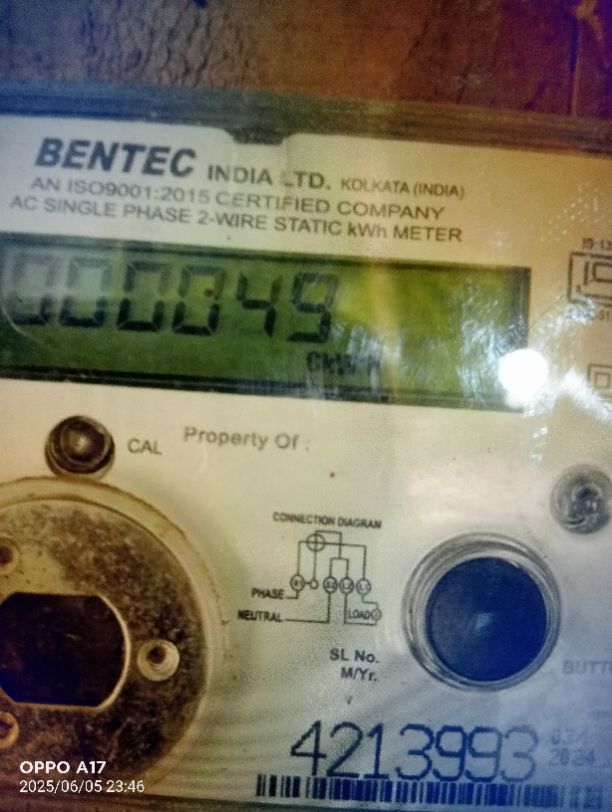 BENTEC INDIA LTD. KOLKATA (INDIA)
AN ISO9001:2015 CERTIFIED COMPANY
AC SINGLE PHASE 2-WIRE STATIC kWh METER
000049
CkWh
CAL
Property Of :
CONNECTION DIAGRAM
PHASE
NEUTRAL
LOAD
SL No.
M/Yr.
4213993
03/
2024
OPPO A17
2025/06/05 23:46